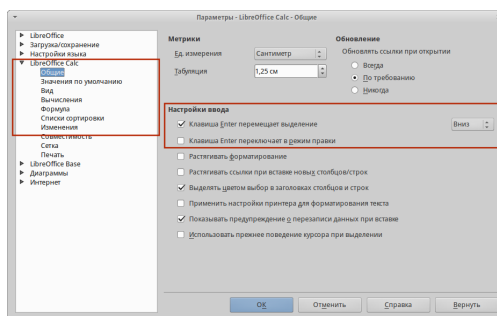 Параметры - LibreOffice Calc - Общие
LibreOffice
Загрузка/сохранение
Настройки языка
LibreOffice Calc
Общие
Значения по умолчанию
Вид
Вычисления
Формула
Списки сортировки
Изменения
Совместимость
Сетка
Печать
LibreOffice Base
Диаграммы
Интернет
Метрики
Ед. измерения
Сантиметр
Табуляция
1,25 см
Обновление
Обновлять ссылки при открытии
Всегда
По требованию
Никогда
Настройки ввода
Клавиша Enter перемещает выделение
Вниз
Клавиша Enter переключает в режим правки
Растягивать форматирование
Растягивать ссылки при вставке новых столбцов/строк
Выделять цветом выбор в заголовках столбцов и строк
Применить настройки принтера для форматирования текста
Показывать предупреждение о перезаписи данных при вставке
Использовать прежнее поведение курсора при выделении
OK
Отменить
Справка
Вернуть